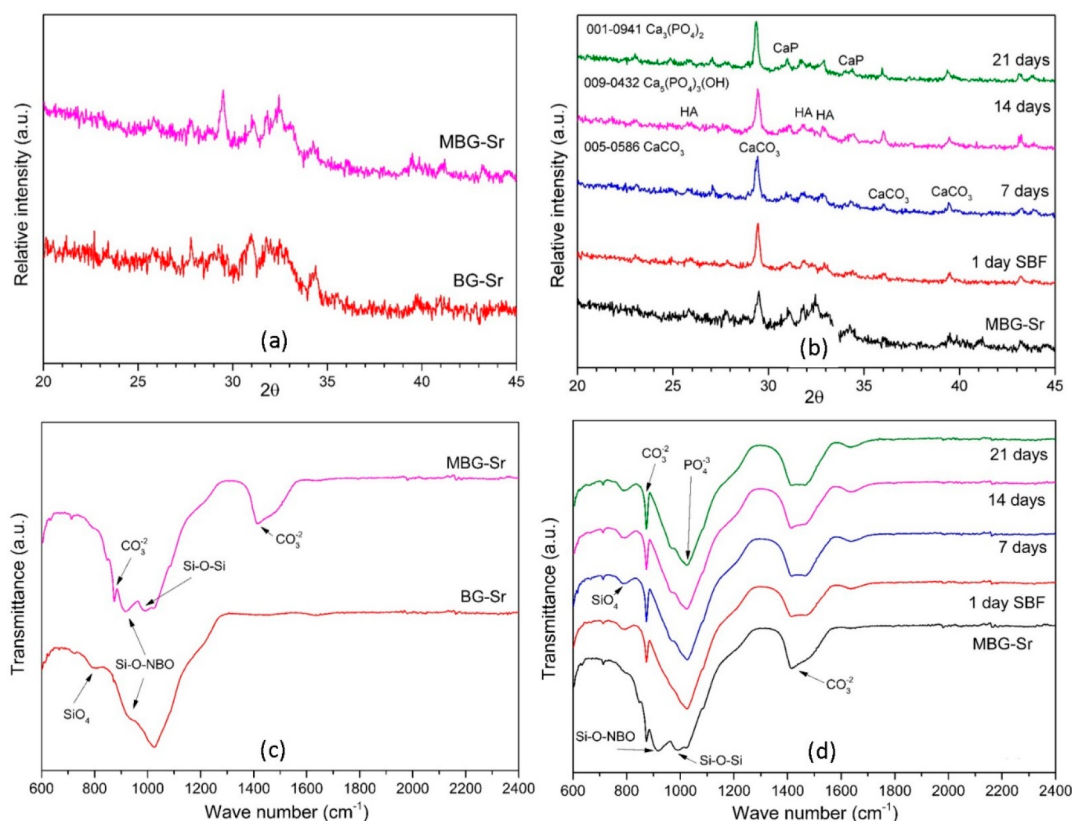 MBG-Sr
BG-Sr
(a)
Relative intensity (a.u.)
20 25 30 35 40 45
2θ
001-0941 Ca₃(PO₄)₂
CaP
CaP
21 days
009-0432 Ca₅(PO₄)₃(OH)
HA
HA HA
14 days
005-0586 CaCO₃
CaCO₃
CaCO₃
CaCO₃
7 days
1 day SBF
MBG-Sr
(b)
Relative intensity (a.u.)
20 25 30 35 40 45
2θ
MBG-Sr
CO₃⁻²
CO₃⁻²
Si-O-Si
BG-Sr
Si-O-NBO
SiO₄
(c)
Transmittance (a.u.)
600 800 1000 1200 1400 1600 1800 2000 2200 2400
Wave number (cm⁻¹)
CO₃⁻²
PO₄⁻³
21 days
14 days
7 days
SiO₄
1 day SBF
MBG-Sr
CO₃⁻²
Si-O-NBO
Si-O-Si
(d)
Transmittance (a.u.)
600 800 1000 1200 1400 1600 1800 2000 2200 2400
Wave number (cm⁻¹)